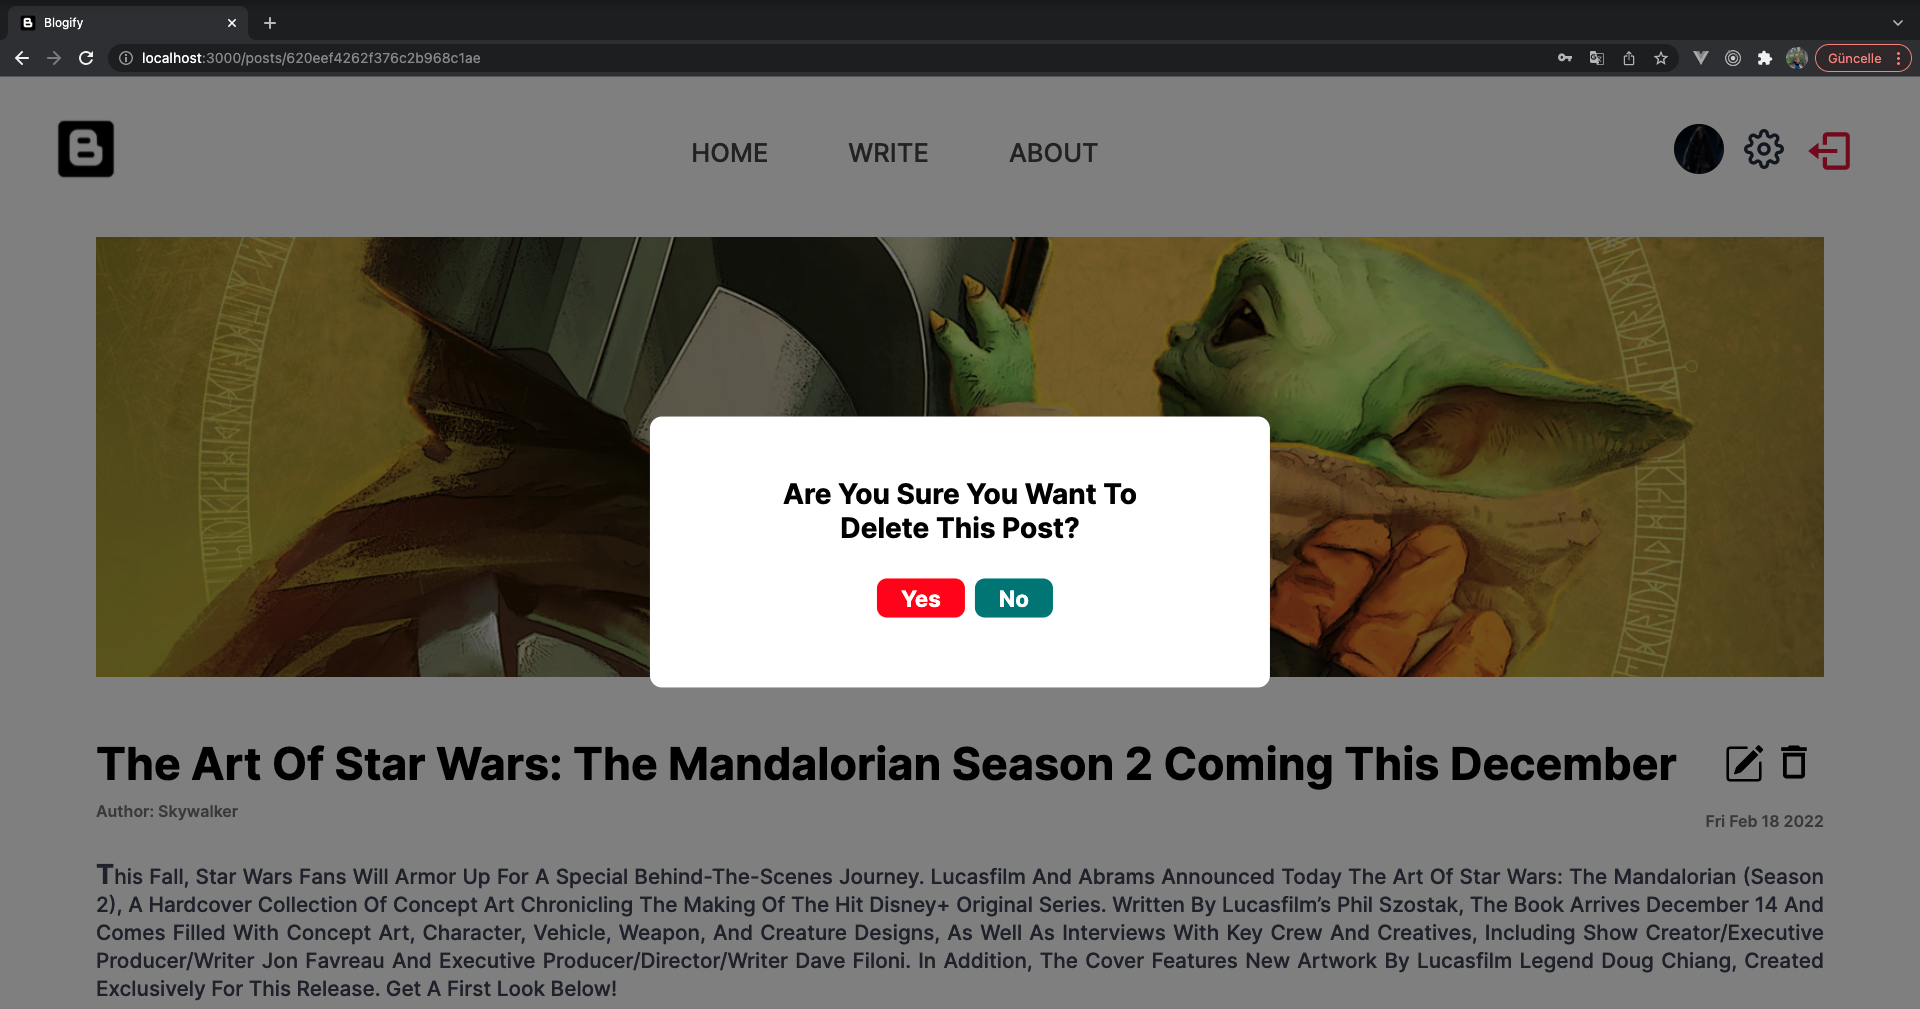 Blogify
localhost:3000/posts/620eef4262f376c2b968c1ae
Güncelle
B
HOME WRITE ABOUT
Are You Sure You Want To
Delete This Post?
Yes No
The Art Of Star Wars: The Mandalorian Season 2 Coming This December
Author: Skywalker
Fri Feb 18 2022
This Fall, Star Wars Fans Will Armor Up For A Special Behind-The-Scenes Journey. Lucasfilm And Abrams Announced Today The Art Of Star Wars: The Mandalorian (Season
2), A Hardcover Collection Of Concept Art Chronicling The Making Of The Hit Disney+ Original Series. Written By Lucasfilm’s Phil Szostak, The Book Arrives December 14 And
Comes Filled With Concept Art, Character, Vehicle, Weapon, And Creature Designs, As Well As Interviews With Key Crew And Creatives, Including Show Creator/Executive
Producer/Writer Jon Favreau And Executive Producer/Director/Writer Dave Filoni. In Addition, The Cover Features New Artwork By Lucasfilm Legend Doug Chiang, Created
Exclusively For This Release. Get A First Look Below!